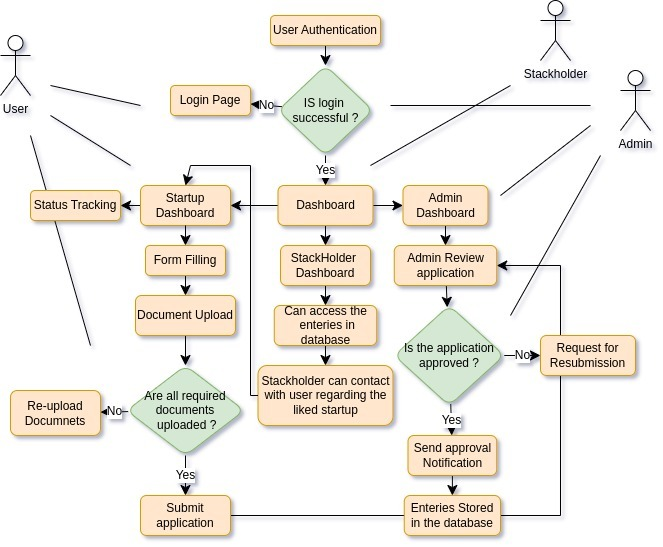 User Authentication
Stackholder
User
IS login
successful ?
No
Login Page
Admin
Yes
Status Tracking
Startup
Dashboard
Dashboard
Admin
Dashboard
Form Filling
StackHolder
Dashboard
Admin Review
application
Document Upload
Can access the
enteries in
database
Is the application
approved ?
No
Request for
Resubmission
Stackholder can contact
with user regarding the
liked startup
Are all required
documents
uploaded ?
No
Re-upload
Documnets
Yes
Send approval
Notification
Yes
Submit
application
Enteries Stored
in the database